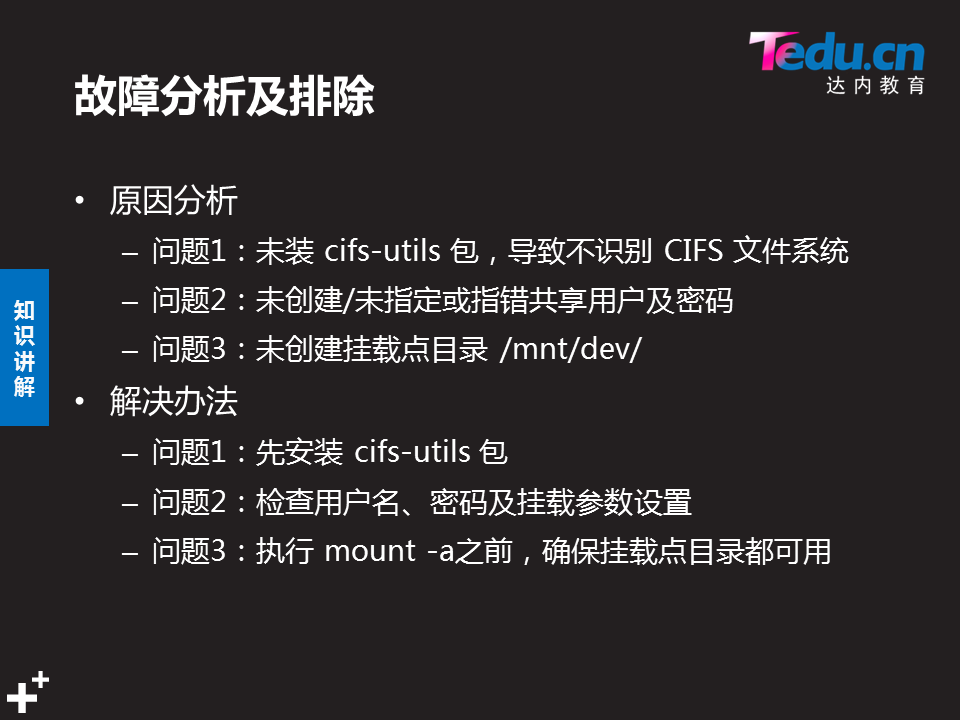 Tedu.cn
达内教育
故障分析及排除
• 原因分析
– 问题1：未装 cifs-utils 包，导致不识别 CIFS 文件系统
– 问题2：未创建/未指定或指错共享用户及密码
– 问题3：未创建挂载点目录 /mnt/dev/
• 解决办法
– 问题1：先安装 cifs-utils 包
– 问题2：检查用户名、密码及挂载参数设置
– 问题3：执行 mount -a之前，确保挂载点目录都可用
知识讲解